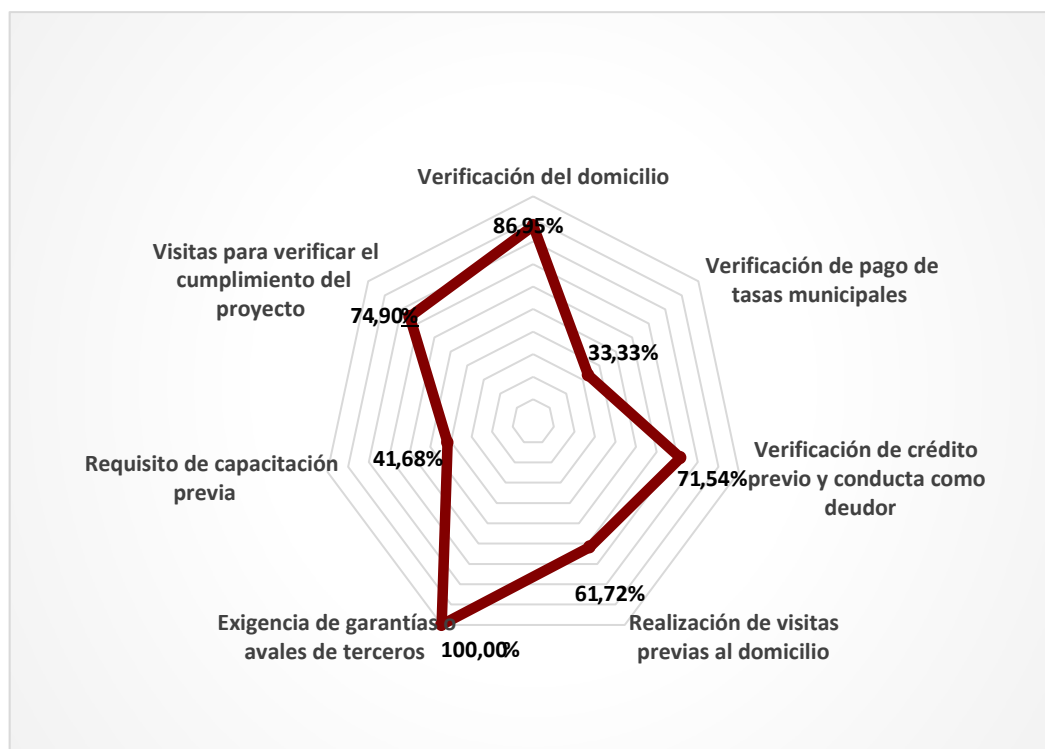 Verificación del domicilio
86,95%
Verificación de pago de
tasas municipales
33,33%
Verificación de crédito
previo y conducta como
deudor
71,54%
Realización de visitas
previas al domicilio
61,72%
Exigencia de garantías o
avales de terceros
100,00%
Requisito de capacitación
previa
41,68%
Visitas para verificar el
cumplimiento del
proyecto
74,90%